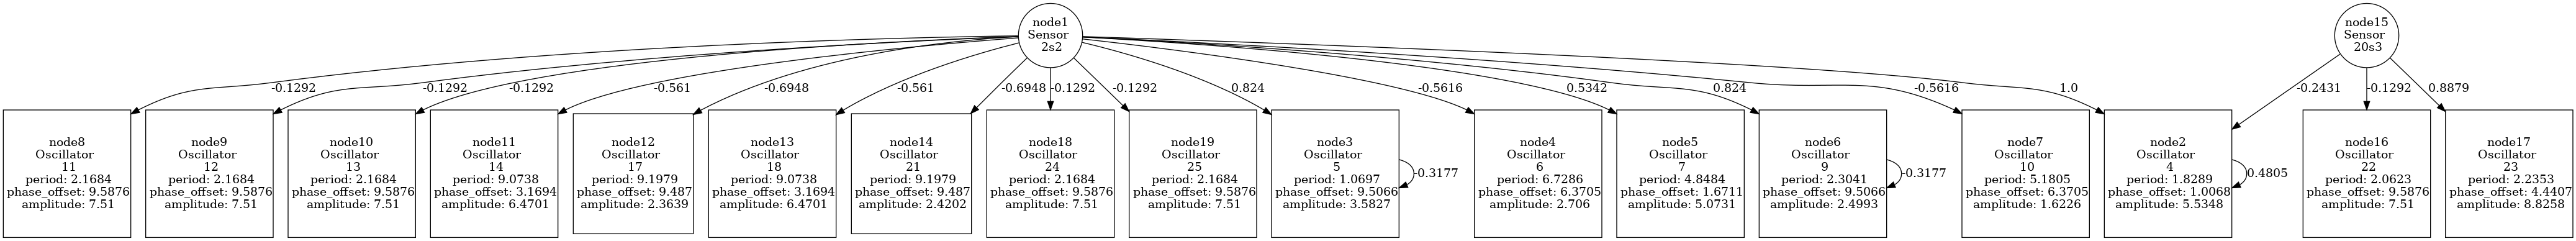 node1
Sensor
2s2
node15
Sensor
20s3
-0.1292
-0.1292
-0.1292
-0.561
-0.6948
-0.561
-0.6948
-0.1292
-0.1292
0.824
-0.5616
0.5342
0.824
-0.5616
1.0
-0.2431
-0.1292
0.8879
node8
Oscillator
11
period: 2.1684
phase_offset: 9.5876
amplitude: 7.51
node9
Oscillator
12
period: 2.1684
phase_offset: 9.5876
amplitude: 7.51
node10
Oscillator
13
period: 2.1684
phase_offset: 9.5876
amplitude: 7.51
node11
Oscillator
14
period: 9.0738
phase_offset: 3.1694
amplitude: 6.4701
node12
Oscillator
17
period: 9.1979
phase_offset: 9.487
amplitude: 2.3639
node13
Oscillator
18
period: 9.0738
phase_offset: 3.1694
amplitude: 6.4701
node14
Oscillator
21
period: 9.1979
phase_offset: 9.487
amplitude: 2.4202
node18
Oscillator
24
period: 2.1684
phase_offset: 9.5876
amplitude: 7.51
node19
Oscillator
25
period: 2.1684
phase_offset: 9.5876
amplitude: 7.51
node3
Oscillator
5
period: 1.0697
phase_offset: 9.5066
amplitude: 3.5827
-0.3177
node4
Oscillator
6
period: 6.7286
phase_offset: 6.3705
amplitude: 2.706
node5
Oscillator
7
period: 4.8484
phase_offset: 1.6711
amplitude: 5.0731
node6
Oscillator
9
period: 2.3041
phase_offset: 9.5066
amplitude: 2.4993
-0.3177
node7
Oscillator
10
period: 5.1805
phase_offset: 6.3705
amplitude: 1.6226
node2
Oscillator
4
period: 1.8289
phase_offset: 1.0068
amplitude: 5.5348
0.4805
node16
Oscillator
22
period: 2.0623
phase_offset: 9.5876
amplitude: 7.51
node17
Oscillator
23
period: 2.2353
phase_offset: 4.4407
amplitude: 8.8258